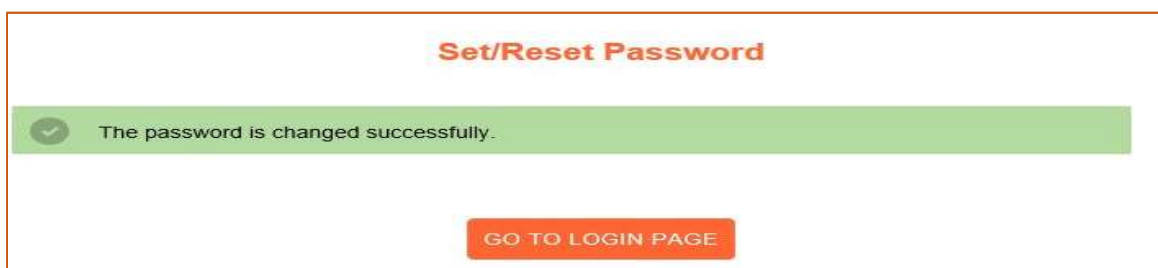 Set/Reset Password
The password is changed successfully.
GO TO LOGIN PAGE